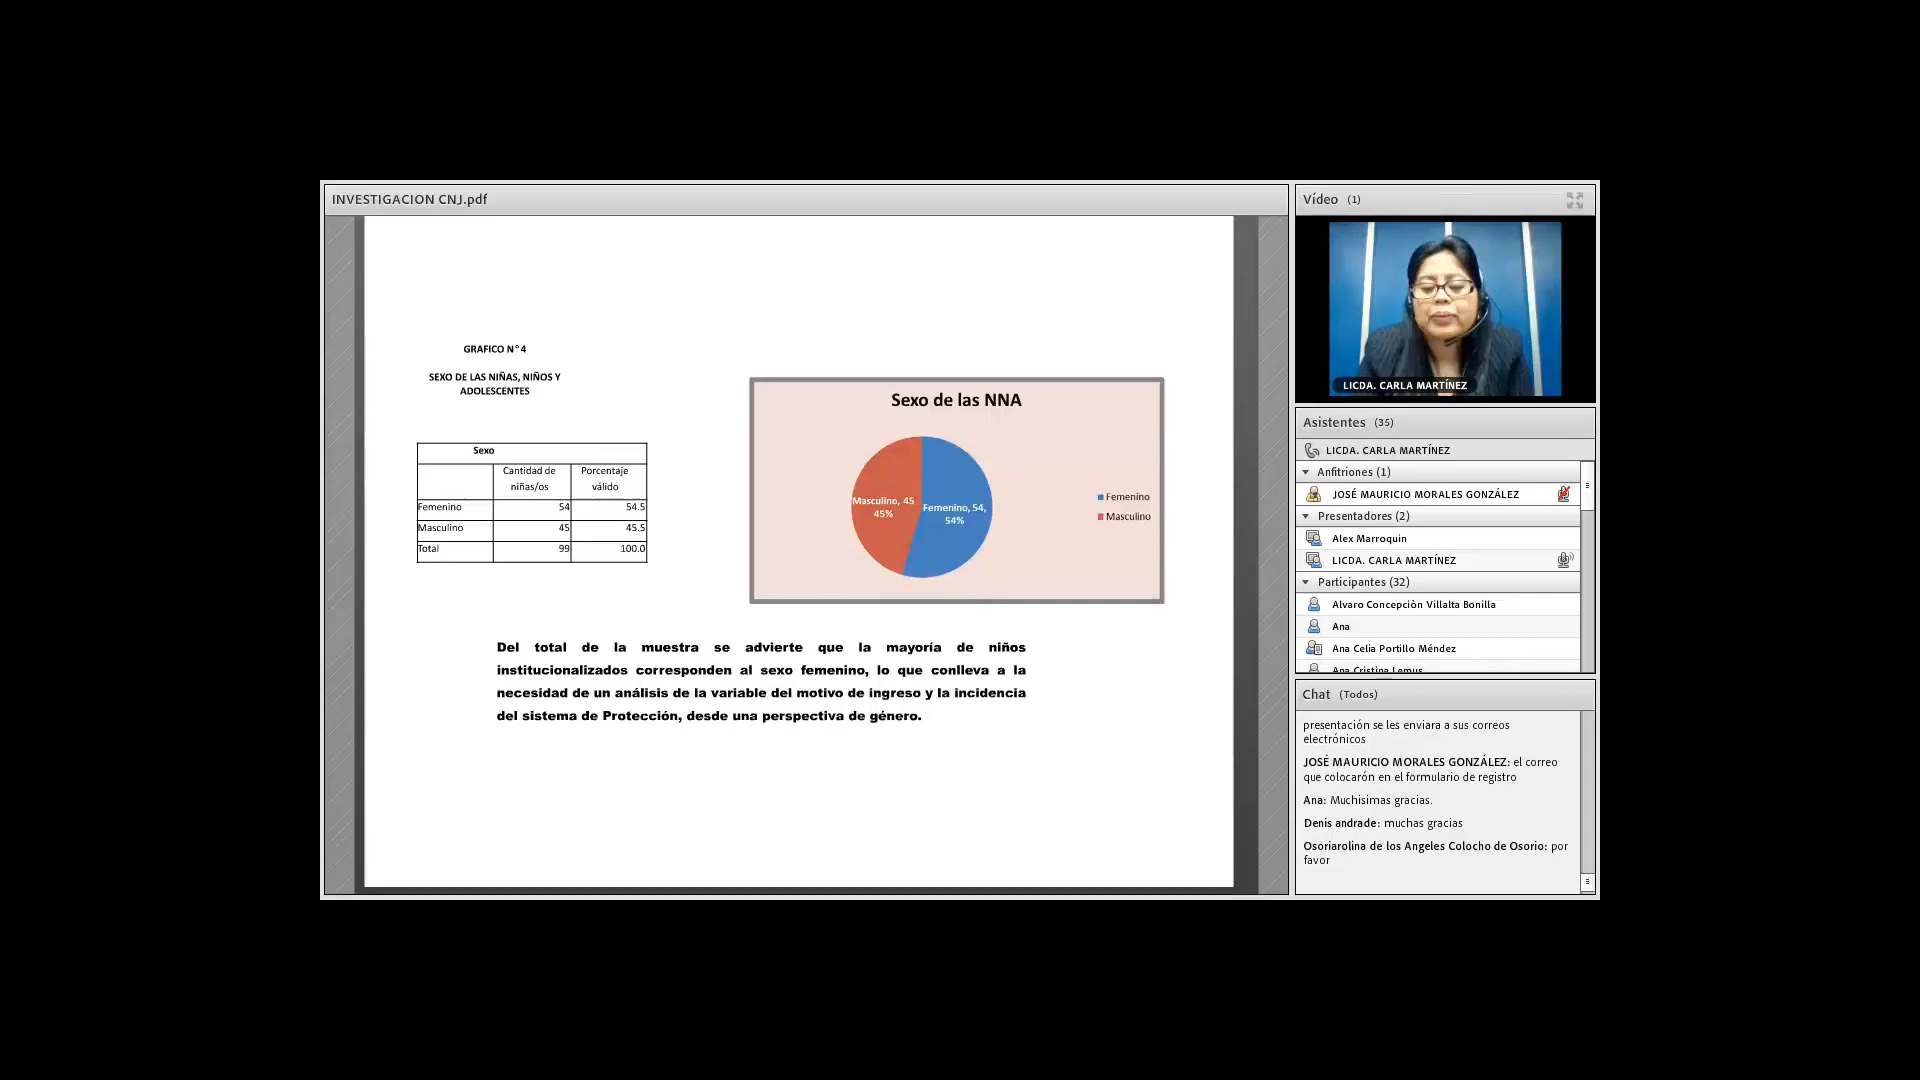 INVESTIGACION CNJ.pdf
GRAFICO N° 4
SEXO DE LAS NIÑAS, NIÑOS Y
ADOLESCENTES
Sexo
Cantidad de niñas/os
Porcentaje válido
Femenino 54 54.5
Masculino 45 45.5
Total 99 100.0
Sexo de las NNA
Masculino, 45
45%
Femenino, 54,
54%
Femenino
Masculino
Del total de la muestra se advierte que la mayoría de niños
institucionalizados corresponden al sexo femenino, lo que conlleva a la
necesidad de un análisis de la variable del motivo de ingreso y la incidencia
del sistema de Protección, desde una perspectiva de género.
Vídeo (1)
LICDA. CARLA MARTÍNEZ
Asistentes (35)
LICDA. CARLA MARTÍNEZ
Anfitriones (1)
JOSÉ MAURICIO MORALES GONZÁLEZ
Presentadores (2)
Alex Marroquin
LICDA. CARLA MARTÍNEZ
Participantes (32)
Alvaro Concepciòn Villalta Bonilla
Ana
Ana Celia Portillo Méndez
Ana Cristina Lemus
Chat (Todos)
presentación se les enviara a sus correos
electrónicos
JOSÉ MAURICIO MORALES GONZÁLEZ: el correo
que colocarón en el formulario de registro
Ana: Muchisimas gracias.
Denis andrade: muchas gracias
Osoriarolina de los Angeles Colocho de Osorio: por
favor